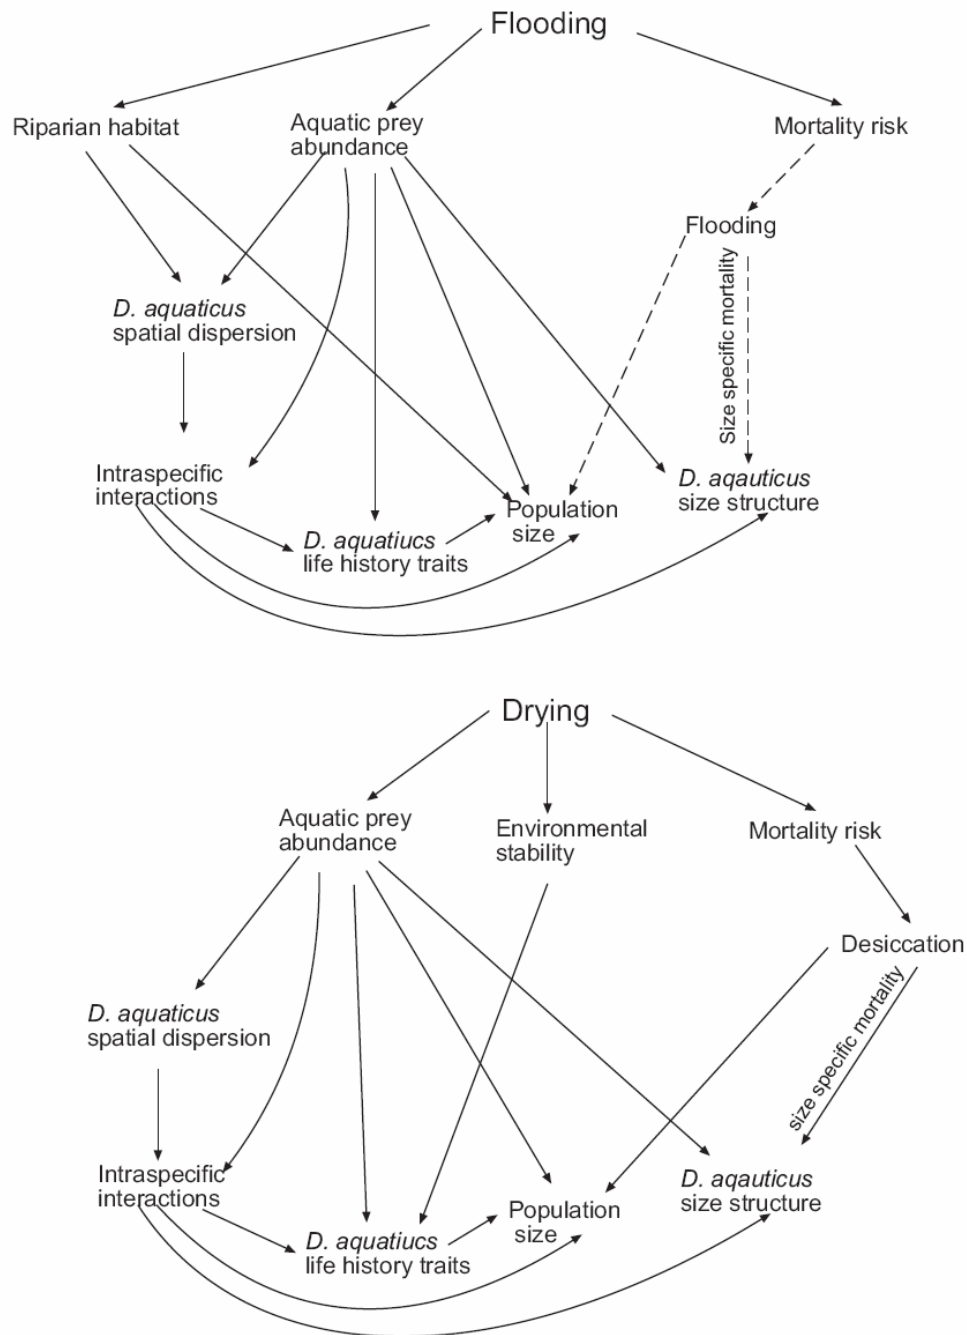 Flooding
Riparian habitat
Aquatic prey
abundance
Mortality risk
Flooding
Size specific mortality
D. aquaticus
spatial dispersion
Intraspecific
interactions
D. aquatiucs
life history traits
Population
size
D. aqauticus
size structure
Drying
Aquatic prey
abundance
Environmental
stability
Mortality risk
Desiccation
size specific mortality
D. aquaticus
spatial dispersion
Intraspecific
interactions
D. aquatiucs
life history traits
Population
size
D. aqauticus
size structure